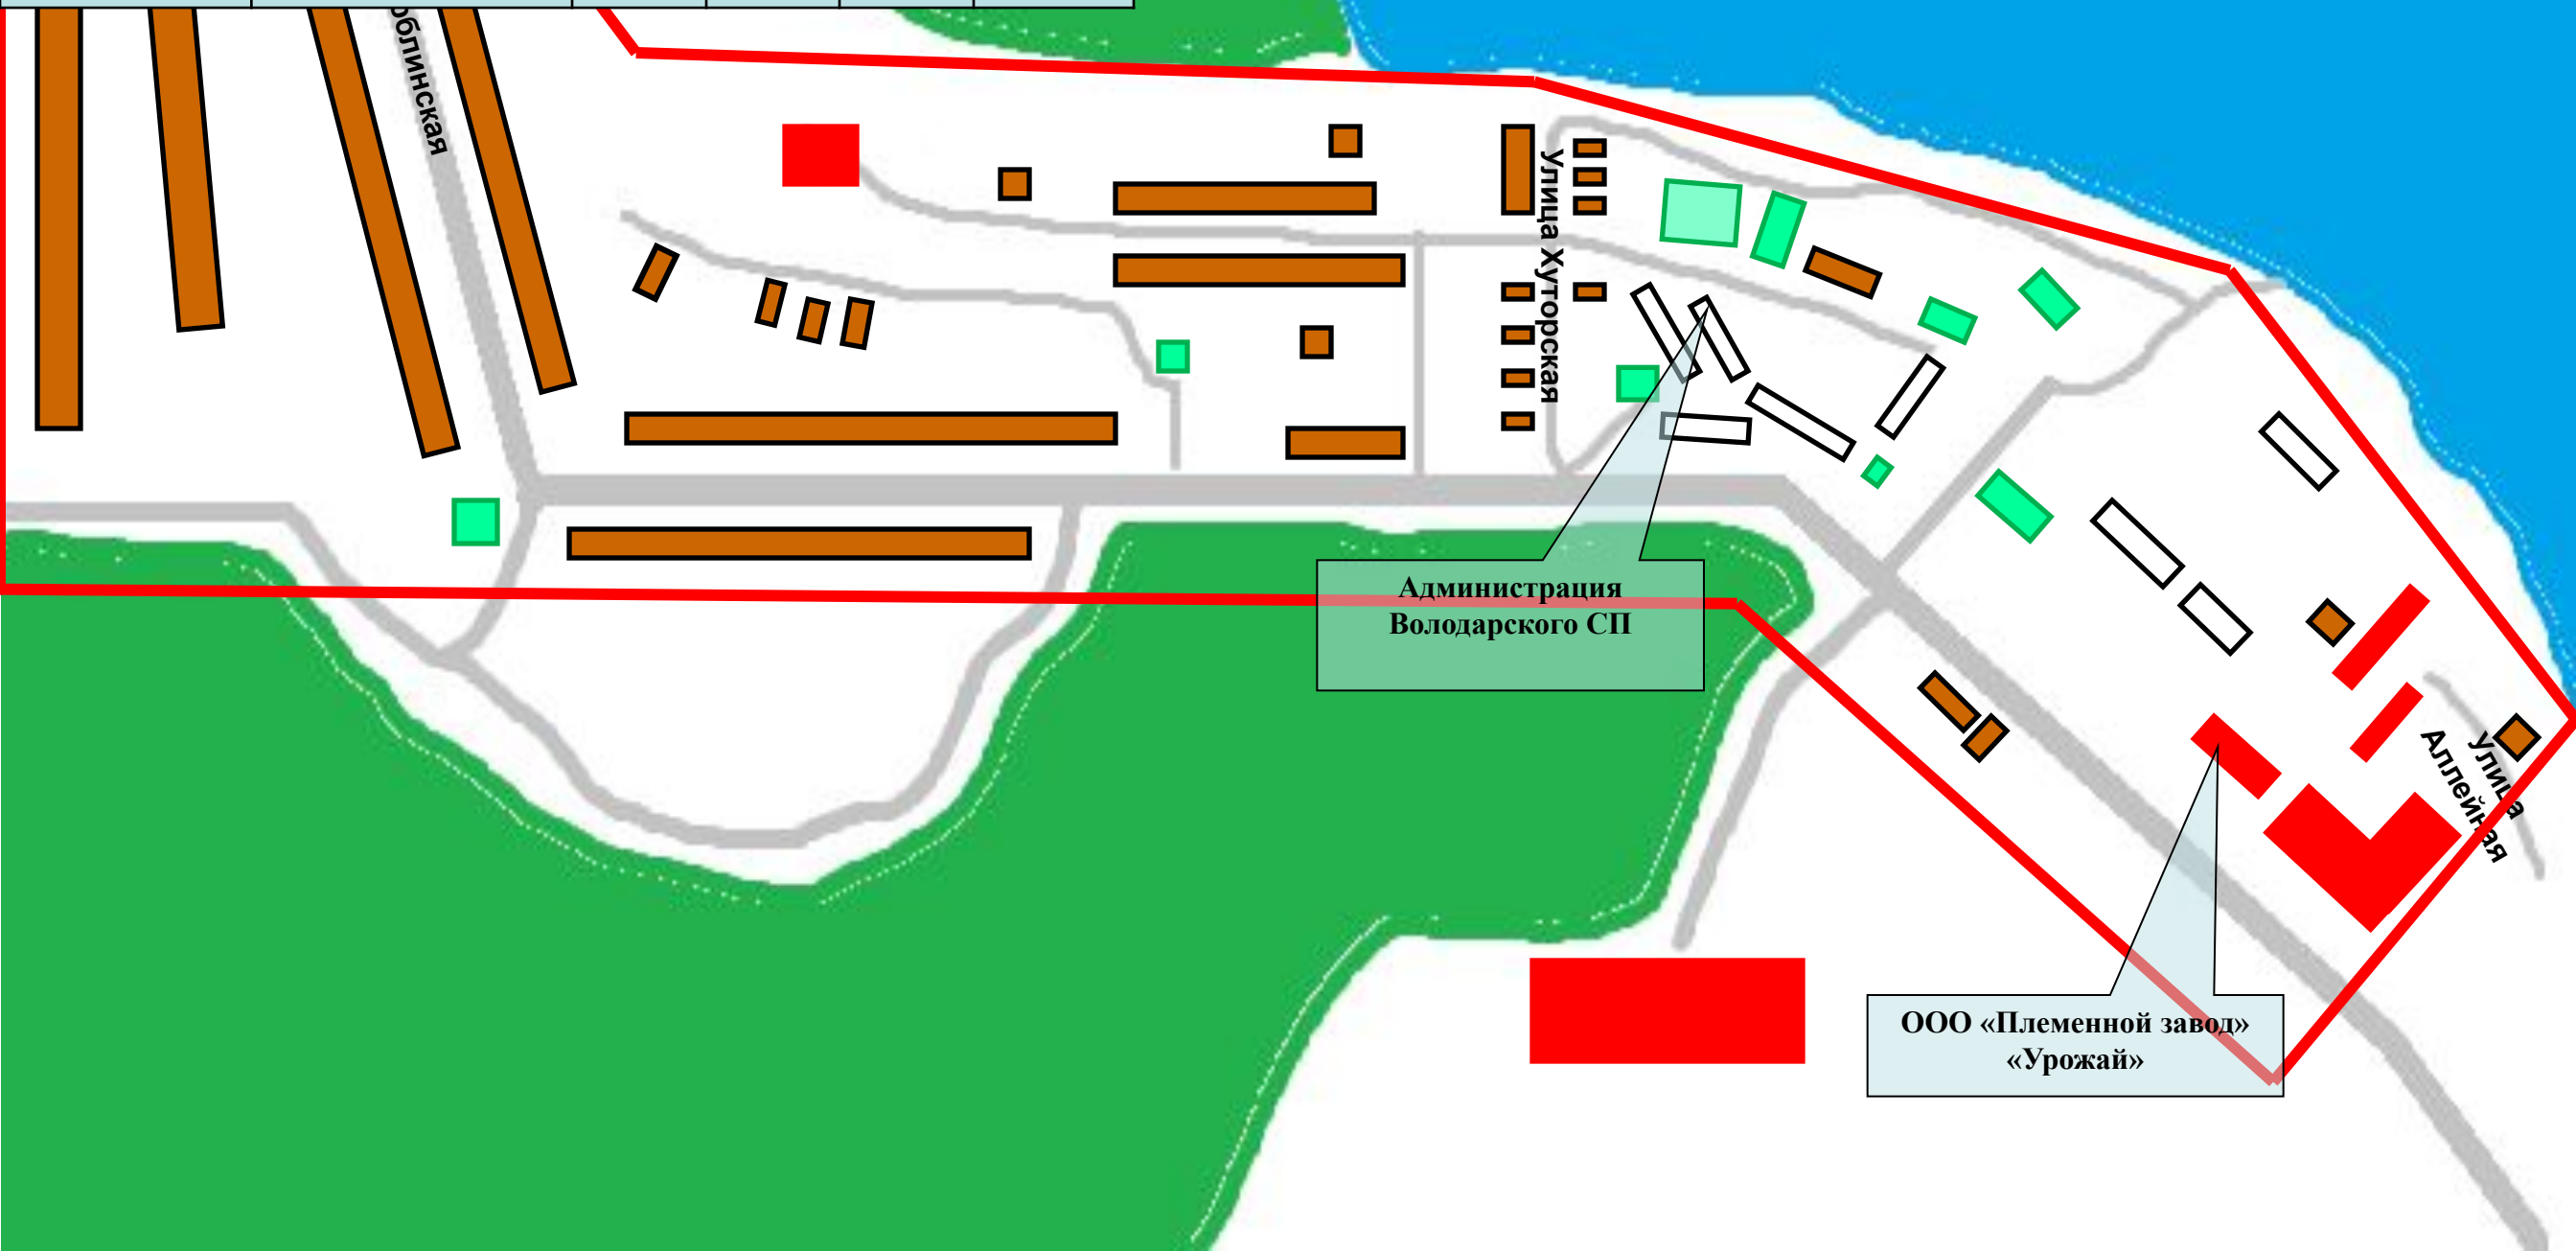 облинская
Улица Хуторская
Администрация
Володарского СП
Улица
Аллейная
ООО «Племенной завод»
«Урожай»